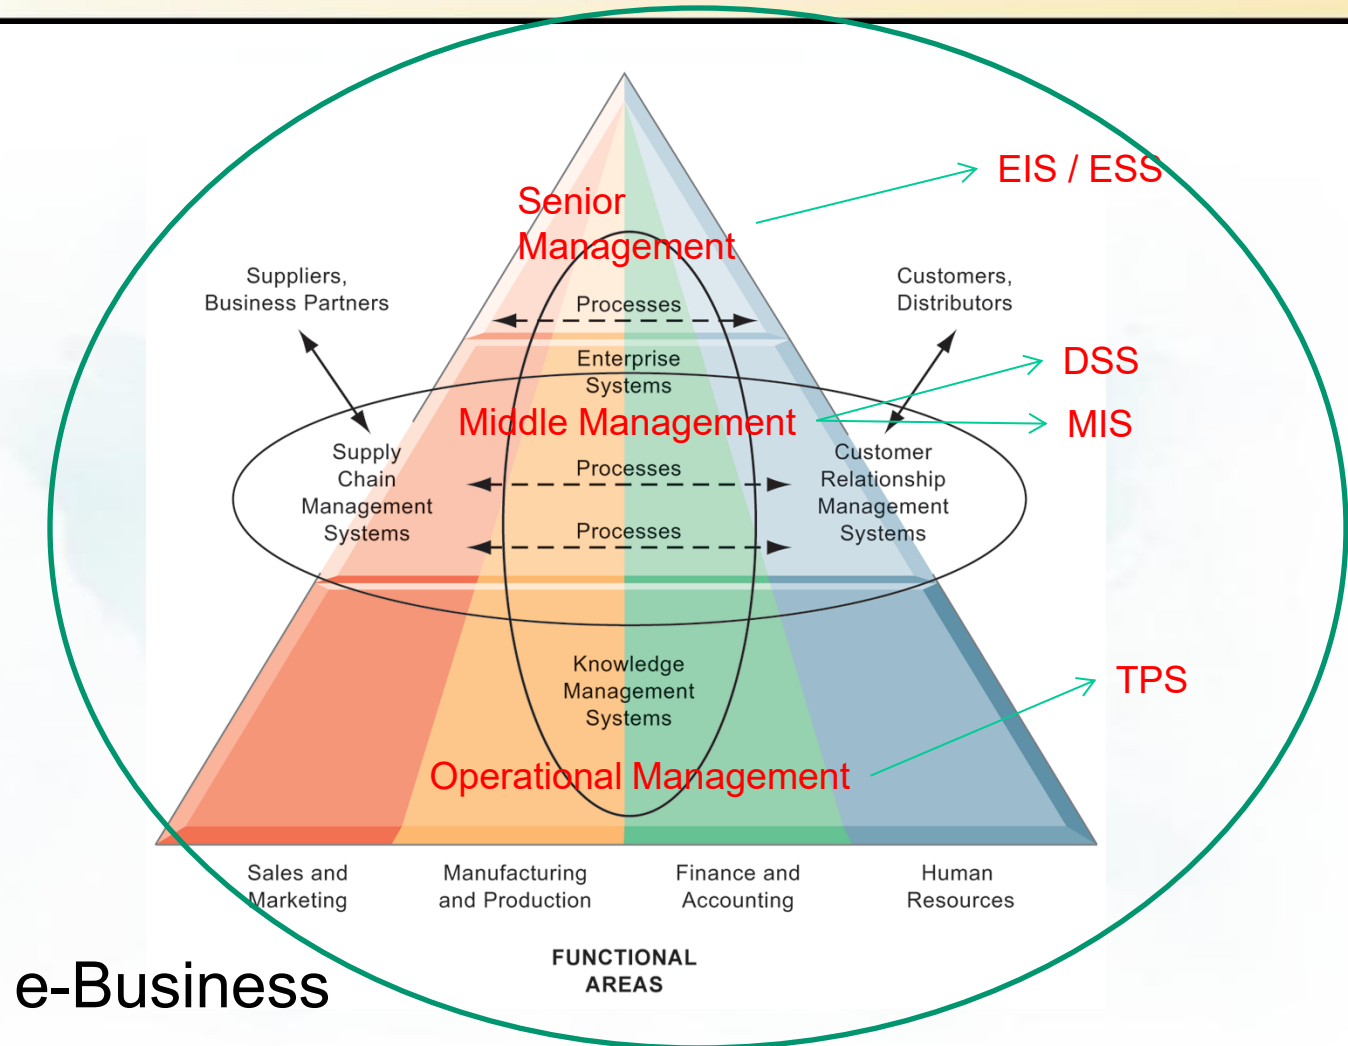 EIS / ESS
Senior
Management
Suppliers,
Business Partners
Customers,
Distributors
Processes
Enterprise
Systems
DSS
Middle Management
MIS
Supply
Chain
Management
Systems
Processes
Processes
Customer
Relationship
Management
Systems
Knowledge
Management
Systems
TPS
Operational Management
Sales and
Marketing
Manufacturing
and Production
Finance and
Accounting
Human
Resources
FUNCTIONAL
AREAS
e-Business